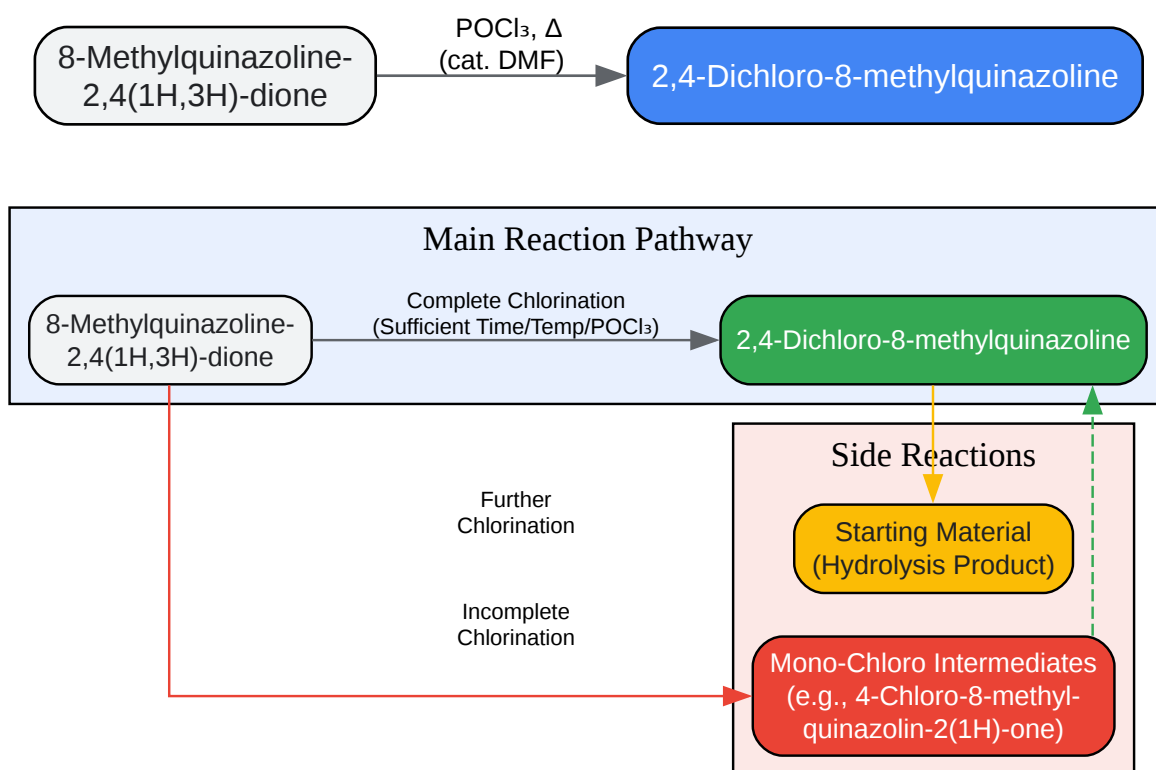 8-Methylquinazoline-
2,4(1H,3H)-dione
POCl₃, Δ
(cat. DMF)
2,4-Dichloro-8-methylquinazoline
Main Reaction Pathway
8-Methylquinazoline-
2,4(1H,3H)-dione
Complete Chlorination
(Sufficient Time/Temp/POCl₃)
2,4-Dichloro-8-methylquinazoline
Side Reactions
Further
Chlorination
Starting Material
(Hydrolysis Product)
Incomplete
Chlorination
Mono-Chloro Intermediates
(e.g., 4-Chloro-8-methyl-
quinazolin-2(1H)-one)